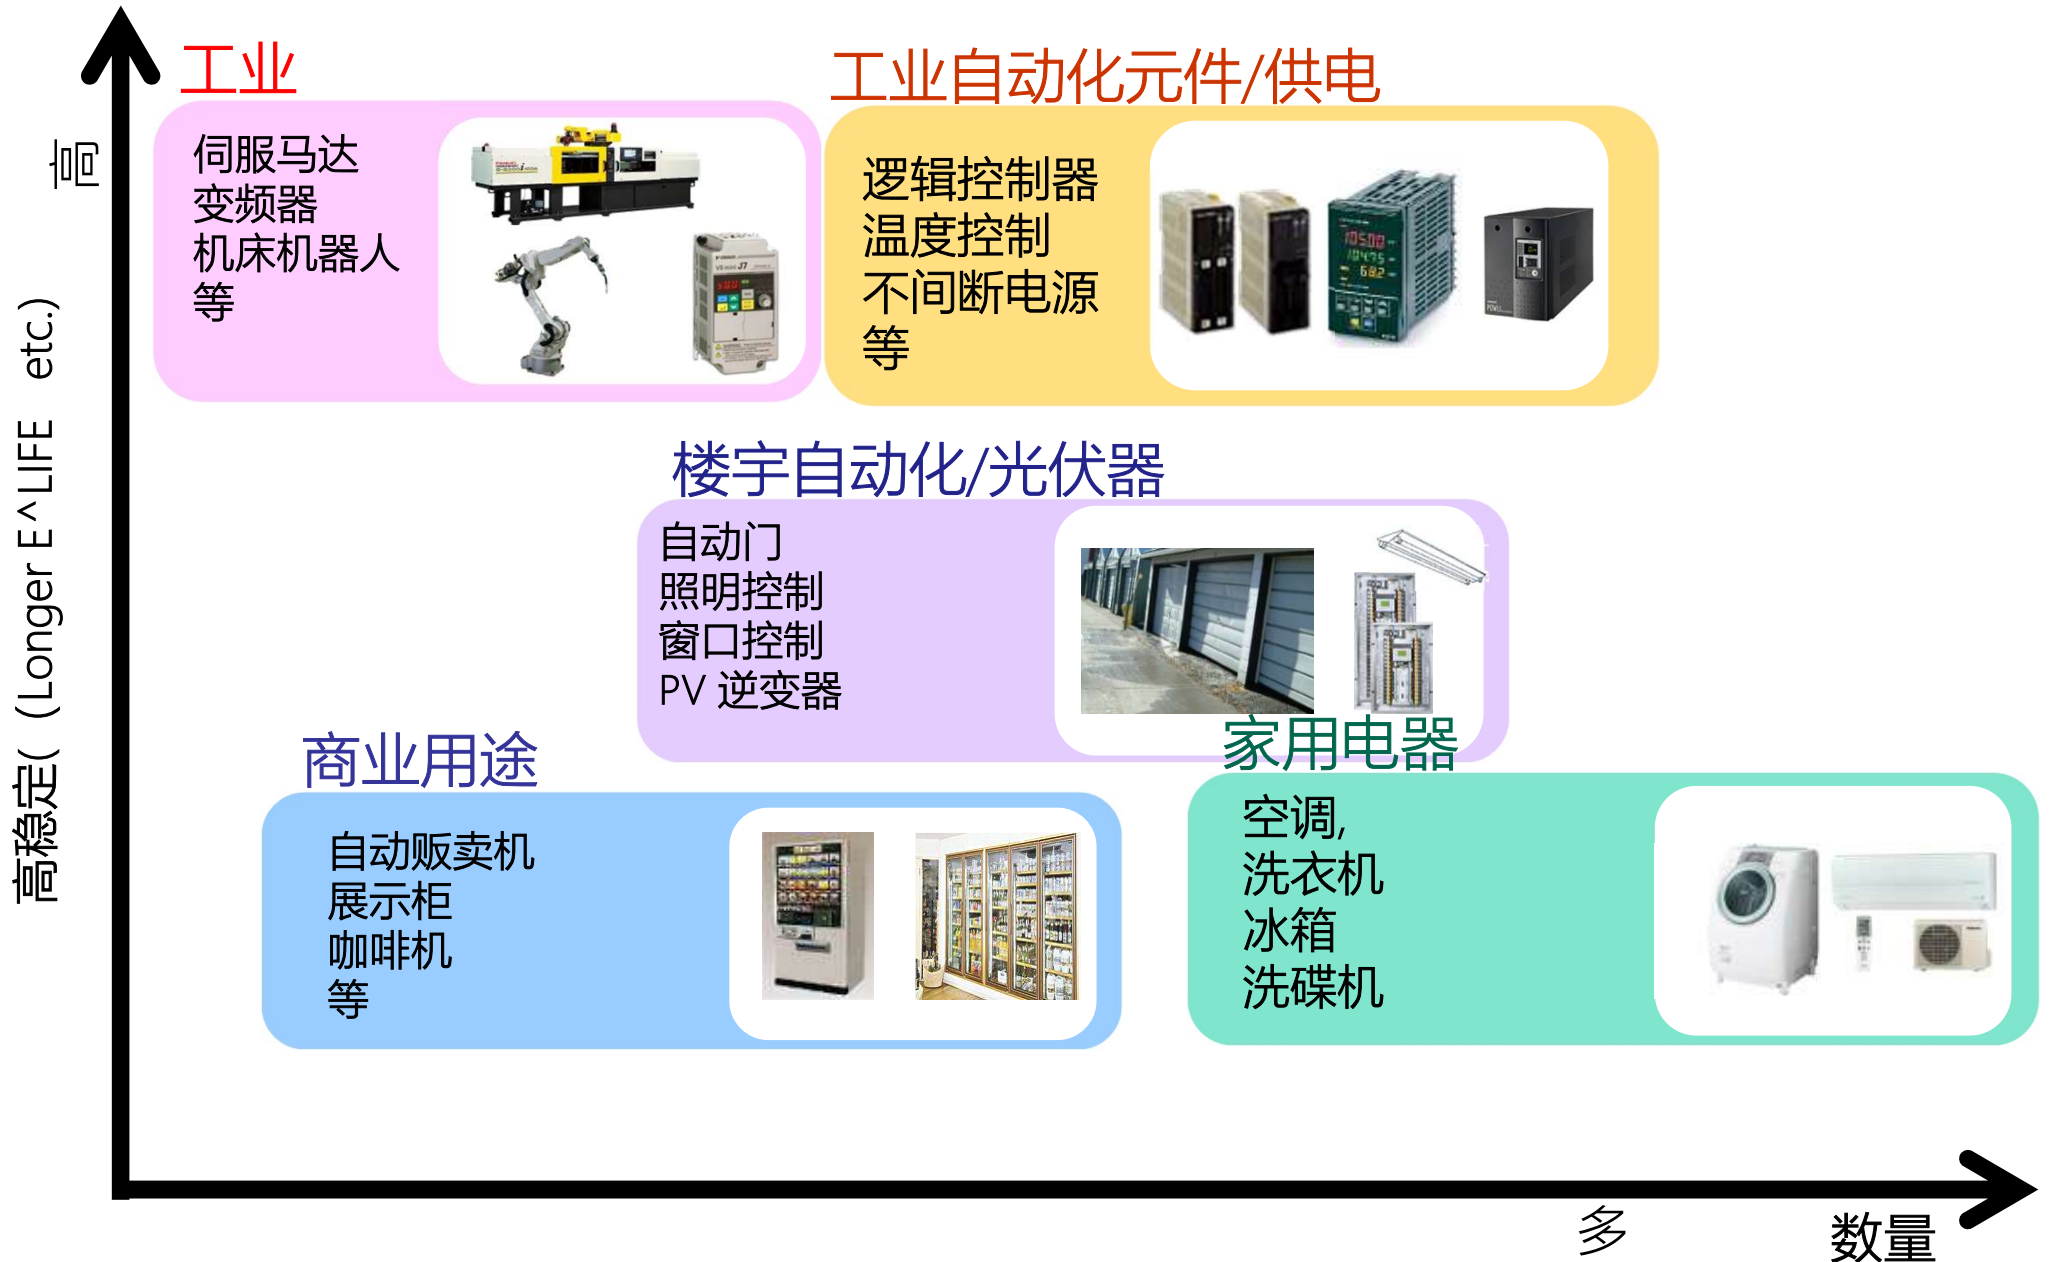 工业
工业自动化元件/供电
高
伺服马达
变频器
机床机器人
等
逻辑控制器
温度控制
不间断电源
等
楼宇自动化/光伏器
自动门
照明控制
窗口控制
PV 逆变器
高稳定( (Longer E^LIFE etc.)
商业用途
自动贩卖机
展示柜
咖啡机
等
家用电器
空调,
洗衣机
冰箱
洗碟机
多
数量